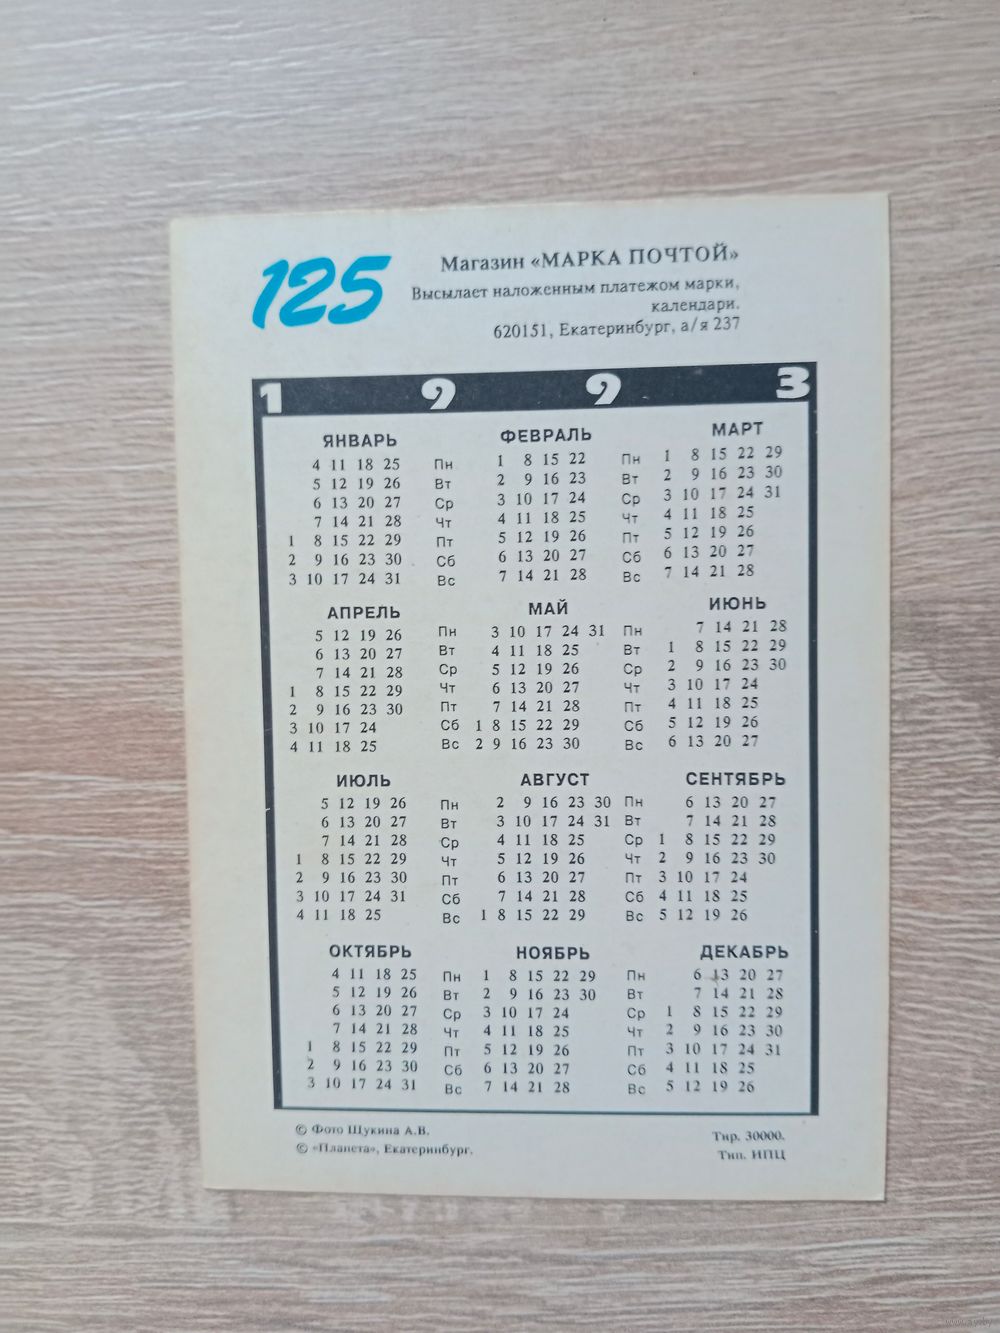 125
Магазин «МАРКА ПОЧТОЙ»
Высылает наложенным платежом марки,
календари.
620151, Екатеринбург, а/я 237
1 9 9 3
ЯНВАРЬ ФЕВРАЛЬ МАРТ
4 11 18 25 Пн 1 8 15 22 Пн 1 8 15 22 29
5 12 19 26 Вт 2 9 16 23 Вт 2 9 16 23 30
6 13 20 27 Ср 3 10 17 24 Ср 3 10 17 24 31
7 14 21 28 Чт 4 11 18 25 Чт 4 11 18 25
1 8 15 22 29 Пт 5 12 19 26 Пт 5 12 19 26
2 9 16 23 30 Сб 6 13 20 27 Сб 6 13 20 27
3 10 17 24 31 Вс 7 14 21 28 Вс 7 14 21 28
АПРЕЛЬ МАЙ ИЮНЬ
5 12 19 26 Пн 3 10 17 24 31 Пн 7 14 21 28
6 13 20 27 Вт 4 11 18 25 Вт 1 8 15 22 29
7 14 21 28 Ср 5 12 19 26 Ср 2 9 16 23 30
1 8 15 22 29 Чт 6 13 20 27 Чт 3 10 17 24
2 9 16 23 30 Пт 7 14 21 28 Пт 4 11 18 25
3 10 17 24 Сб 1 8 15 22 29 Сб 5 12 19 26
4 11 18 25 Вс 2 9 16 23 30 Вс 6 13 20 27
ИЮЛЬ АВГУСТ СЕНТЯБРЬ
5 12 19 26 Пн 2 9 16 23 30 Пн 6 13 20 27
6 13 20 27 Вт 3 10 17 24 31 Вт 7 14 21 28
7 14 21 28 Ср 4 11 18 25 Ср 1 8 15 22 29
1 8 15 22 29 Чт 5 12 19 26 Чт 2 9 16 23 30
2 9 16 23 30 Пт 6 13 20 27 Пт 3 10 17 24
3 10 17 24 31 Сб 7 14 21 28 Сб 4 11 18 25
4 11 18 25 Вс 1 8 15 22 29 Вс 5 12 19 26
ОКТЯБРЬ НОЯБРЬ ДЕКАБРЬ
4 11 18 25 Пн 1 8 15 22 29 Пн 6 13 20 27
5 12 19 26 Вт 2 9 16 23 30 Вт 7 14 21 28
6 13 20 27 Ср 3 10 17 24 Ср 1 8 15 22 29
7 14 21 28 Чт 4 11 18 25 Чт 2 9 16 23 30
1 8 15 22 29 Пт 5 12 19 26 Пт 3 10 17 24 31
2 9 16 23 30 Сб 6 13 20 27 Сб 4 11 18 25
3 10 17 24 31 Вс 7 14 21 28 Вс 5 12 19 26
© Фото Щукина А.В.
© «Планета», Екатеринбург.
Тир. 30000.
Тип. ИПЦ